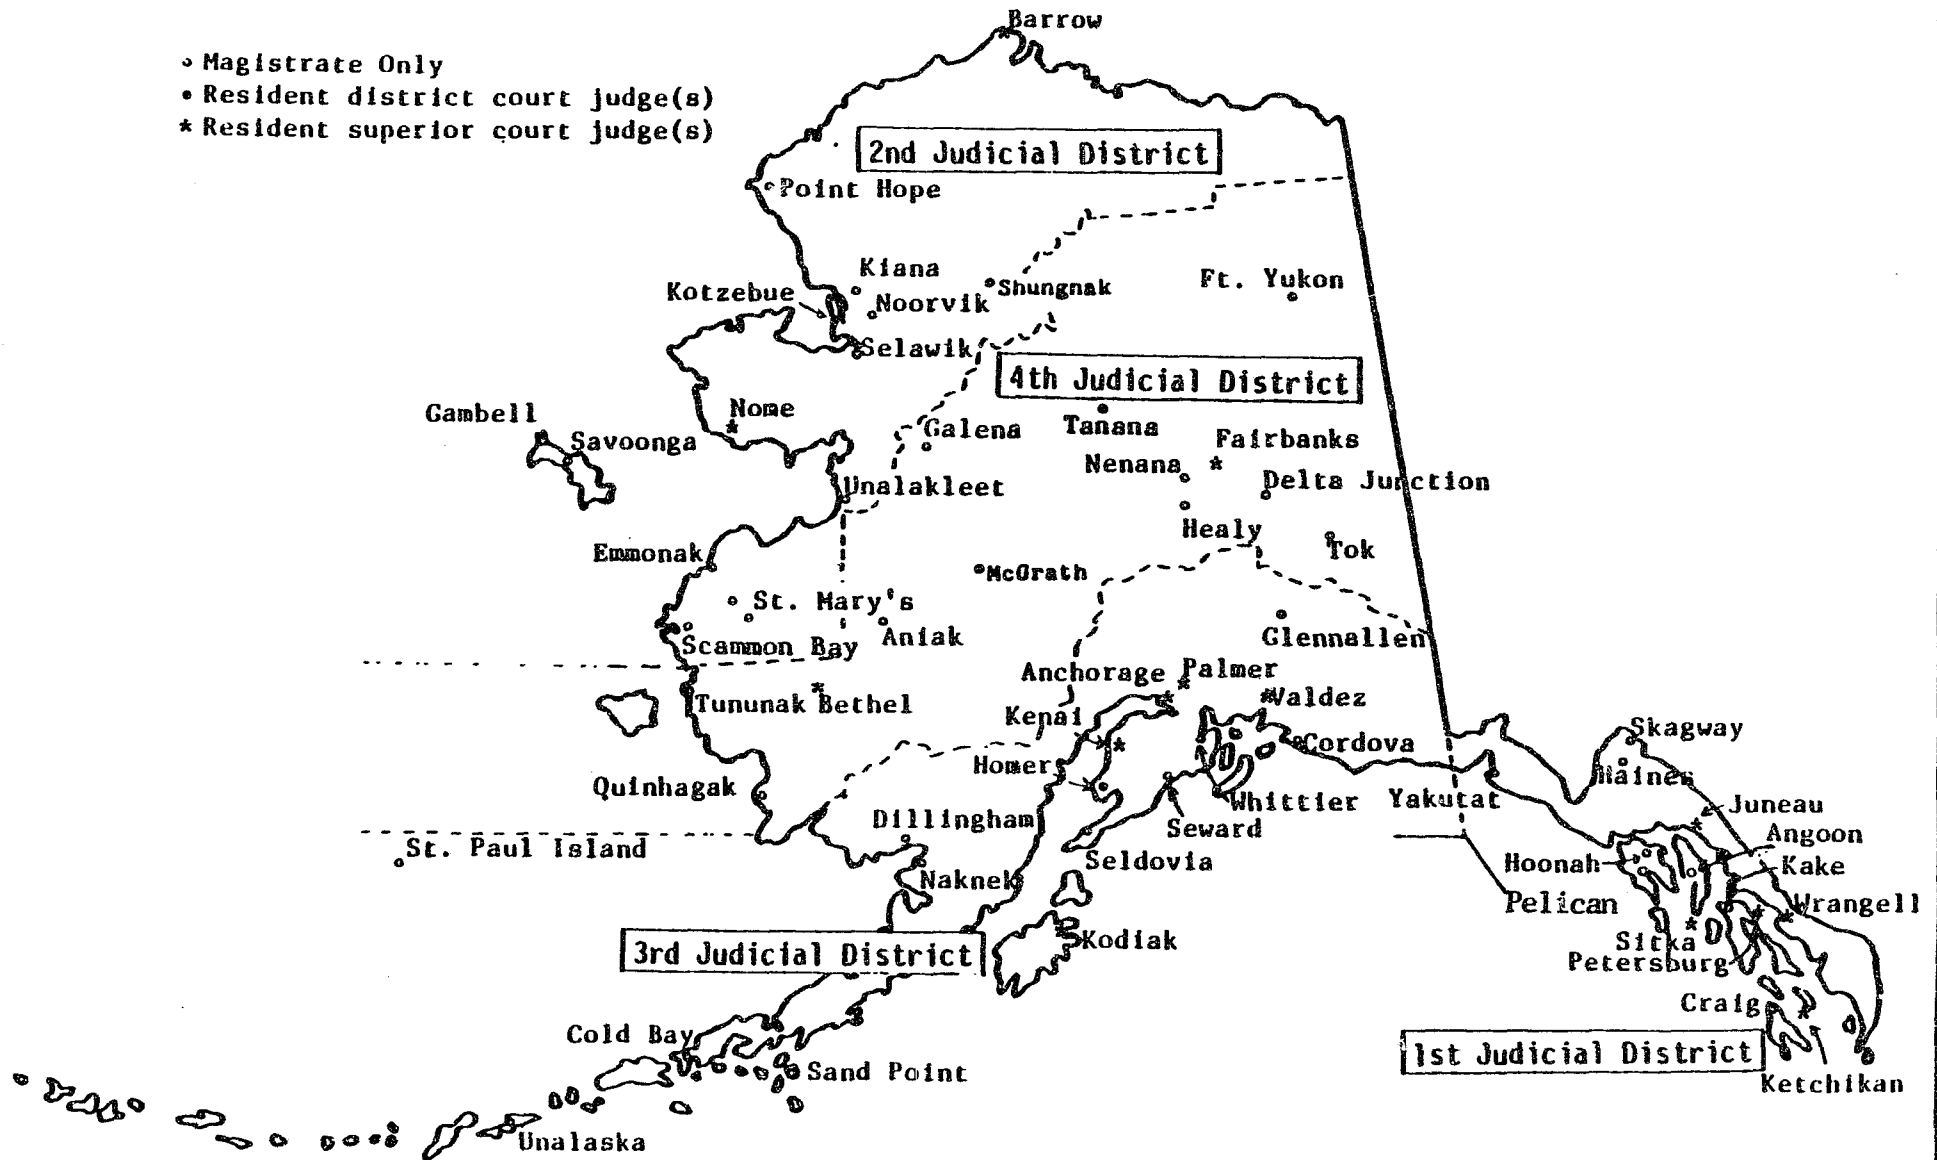 Barrow
∘ Magistrate Only
• Resident district court judge(s)
* Resident superior court judge(s)
2nd Judicial District
Point Hope
Kiana
Kotzebue
Noorvik
Shungnak
Ft. Yukon
Selawik
4th Judicial District
Gambell
Savoonga
Nome
Galena
Tanana
Fairbanks
Nenana
Delta Junction
Unalakleet
Healy
Tok
Emmonak
McGrath
St. Mary's
Scammon Bay
Aniak
Glennallen
Anchorage
Palmer
Tununak
Bethel
Kenai
Valdez
Cordova
Skagway
Homer
Haines
Quinhagak
Whittier
Yakutat
Juneau
Dillingham
Seward
Angoon
St. Paul Island
Seldovia
Hoonah
Kake
Naknek
Pelican
Wrangell
3rd Judicial District
Kodiak
Sitka
Petersburg
Craig
Cold Bay
1st Judicial District
Sand Point
Ketchikan
Unalaska